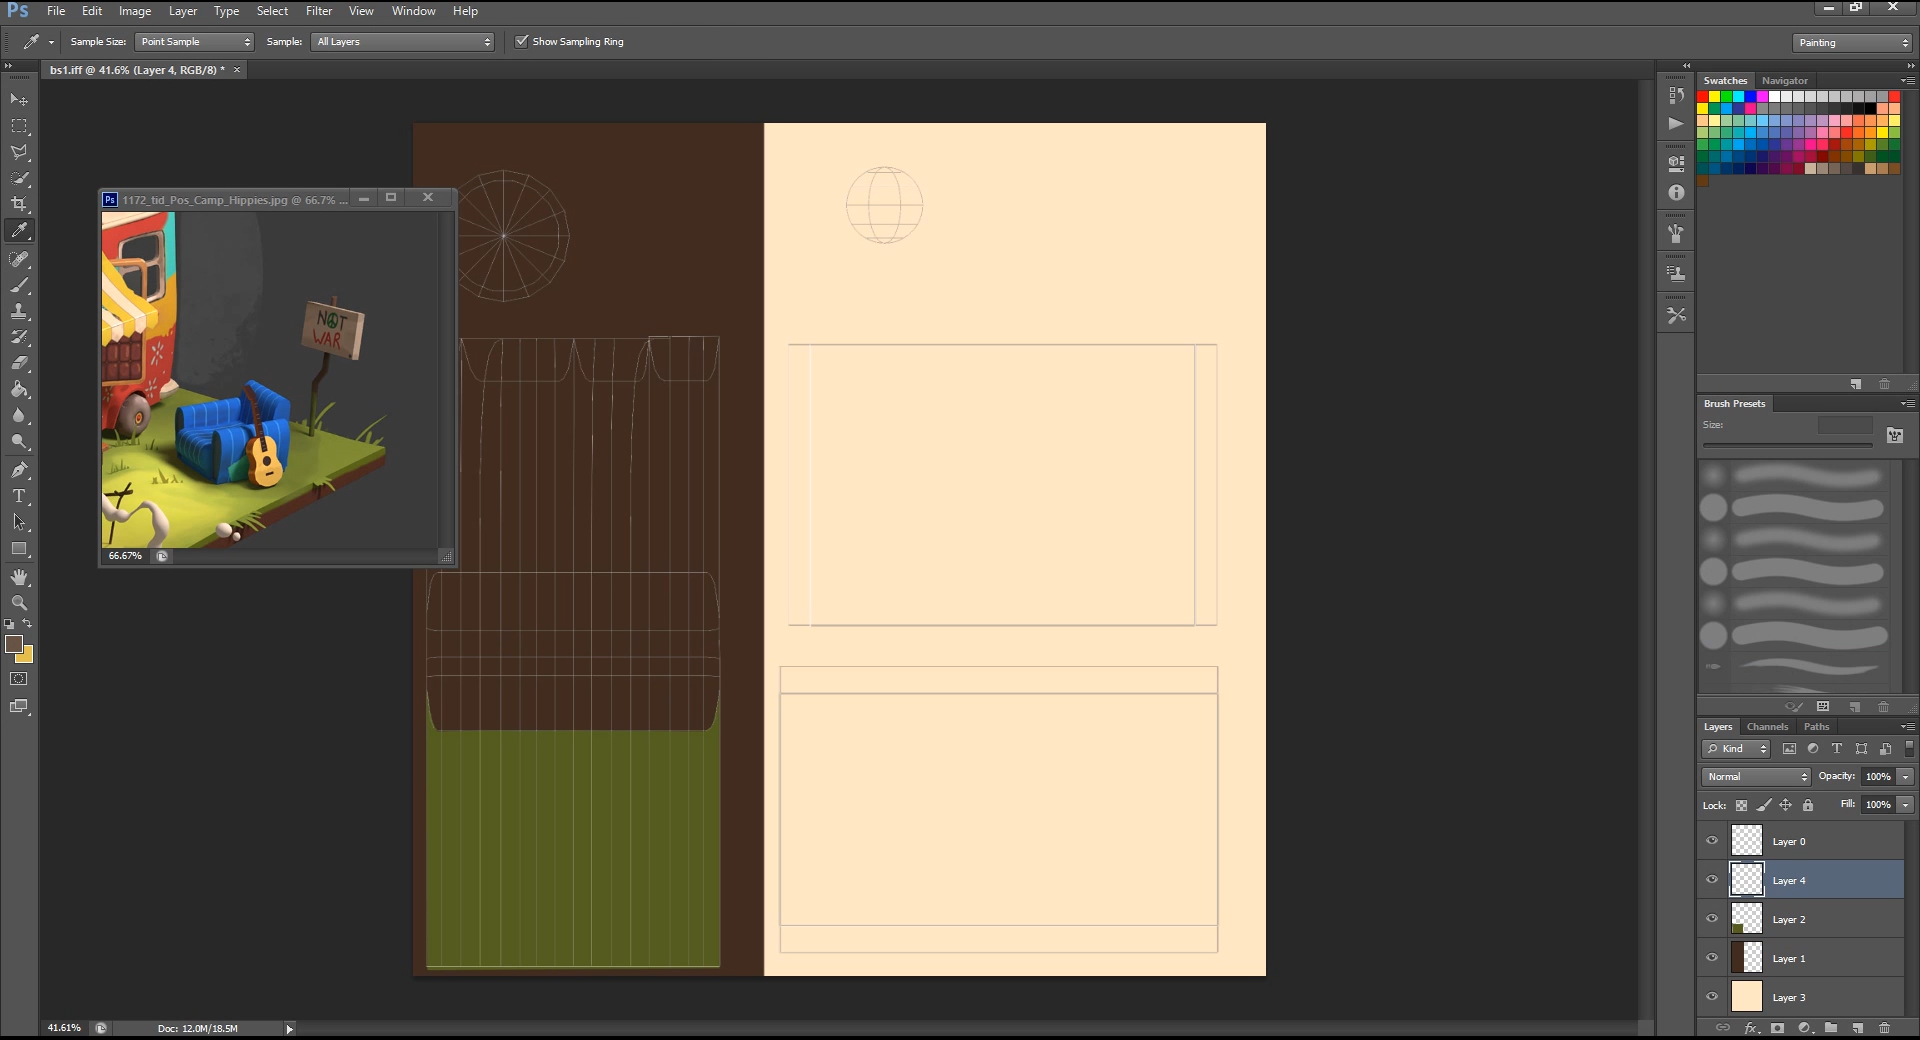 Ps File Edit Image Layer Type Select Filter View Window Help
Sample Size: Point Sample Sample: All Layers Show Sampling Ring Painting
bs1.iff @ 41.6% (Layer 4, RGB/8) * ×
Swatches Navigator
Ps 1172_tid_Pos_Camp_Hippies.jpg @ 66.7% ...
NOT
WAR
66.67%
Brush Presets
Size:
T
Layers Channels Paths
Kind T
Normal Opacity: 100%
Lock: Fill: 100%
Layer 0
Layer 4
Layer 2
Layer 1
Layer 3
41.61% Doc: 12.0M/18.5M fx